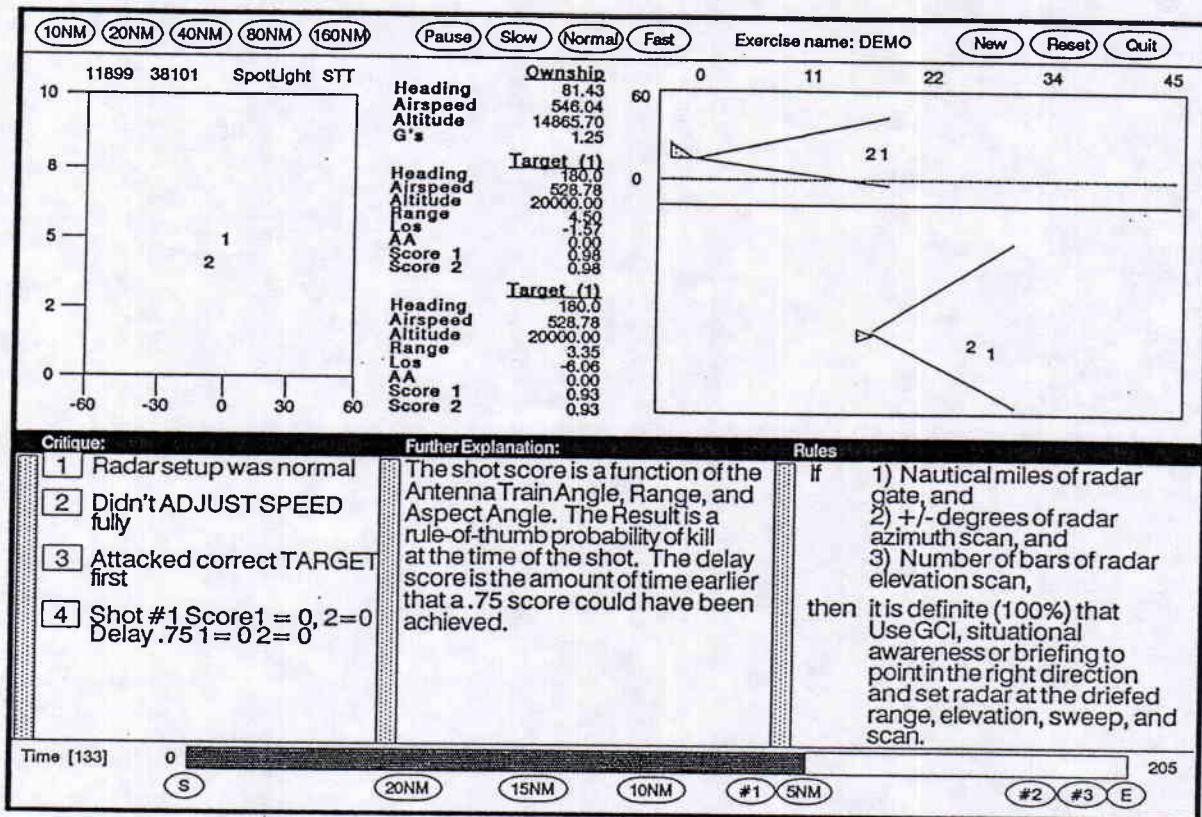 10NM 20NM 40NM 80NM 160NM Pause Slow Normal Fast Exercise name: DEMO New Reset Quit
11899 38101 SpotLight STT
10
8
5
2
0
-60 -30 0 30 60
1
2
Ownship
Heading 81.43
Airspeed 546.04
Altitude 14865.70
G's 1.25
Target (1)
Heading 180.0
Airspeed 528.78
Altitude 20000.00
Range 4.50
Los -1.57
AA 0.00
Score 1 0.98
Score 2 0.98
Target (1)
Heading 180.0
Airspeed 528.78
Altitude 20000.00
Range 3.35
Los -6.06
AA 0.00
Score 1 0.93
Score 2 0.93
0 11 22 34 45
60
21
0
2 1
Critique:
1 Radar setup was normal
2 Didn't ADJUST SPEED
fully
3 Attacked correct TARGET
first
4 Shot #1 Score1 = 0, 2=0
Delay .75 1 = 0 2 = 0
Further Explanation:
The shot score is a function of the
Antenna Train Angle, Range, and
Aspect Angle. The Result is a
rule-of-thumb probability of kill
at the time of the shot. The delay
score is the amount of time earlier
that a .75 score could have been
achieved.
Rules
If 1) Nautical miles of radar
gate, and
2) +/- degrees of radar
azimuth scan, and
3) Number of bars of radar
elevation scan,
then it is definite (100%) that
Use GCI, situational
awareness or briefing to
point in the right direction
and set radar at the driefed
range, elevation, sweep, and
scan.
Time [133] 0 205
S 20NM 15NM 10NM #1 5NM #2 #3 E